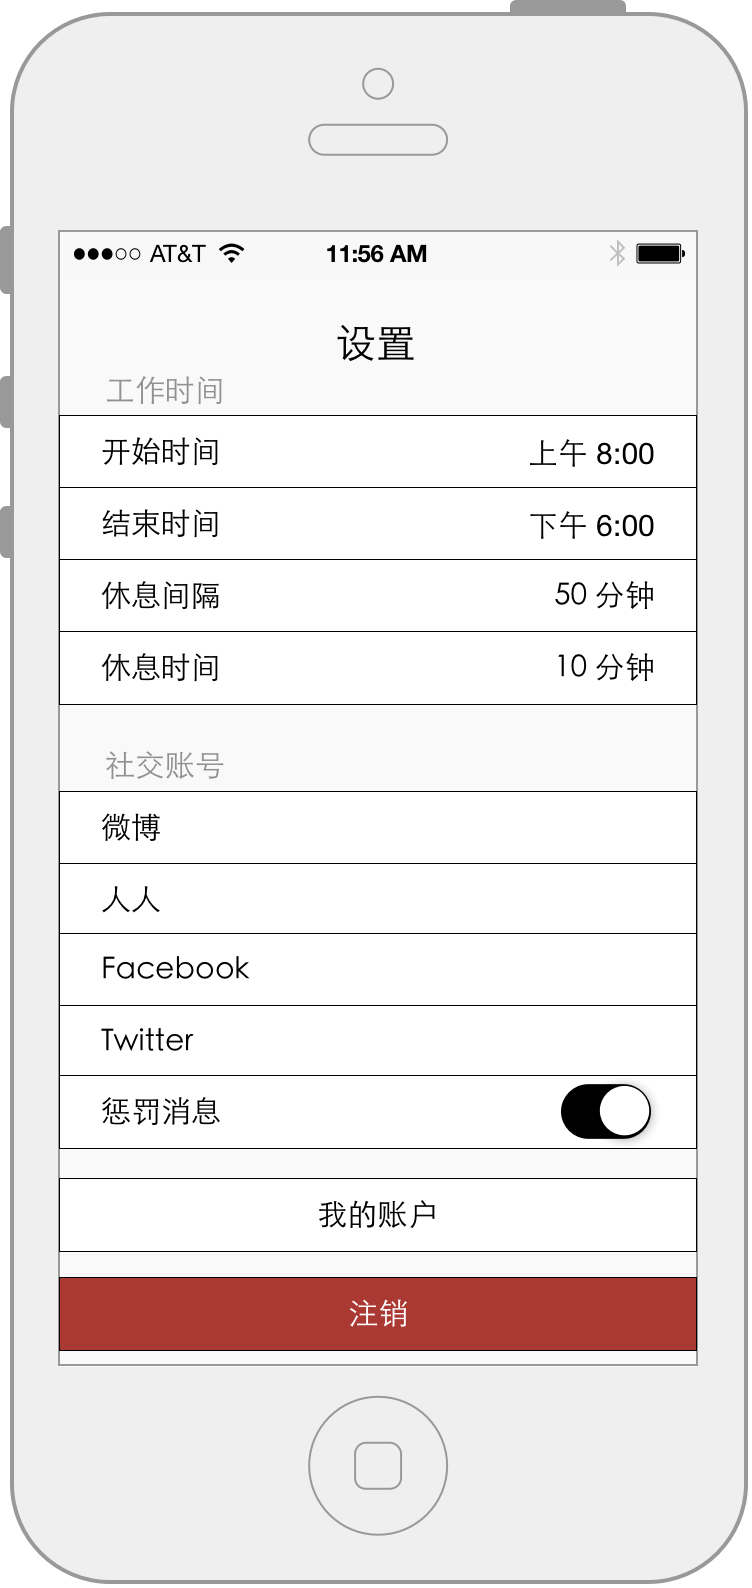 AT&T 11:56 AM
设置
工作时间
开始时间 上午 8:00
结束时间 下午 6:00
休息间隔 50 分钟
休息时间 10 分钟
社交账号
微博
人人
Facebook
Twitter
惩罚消息
我的账户
注销